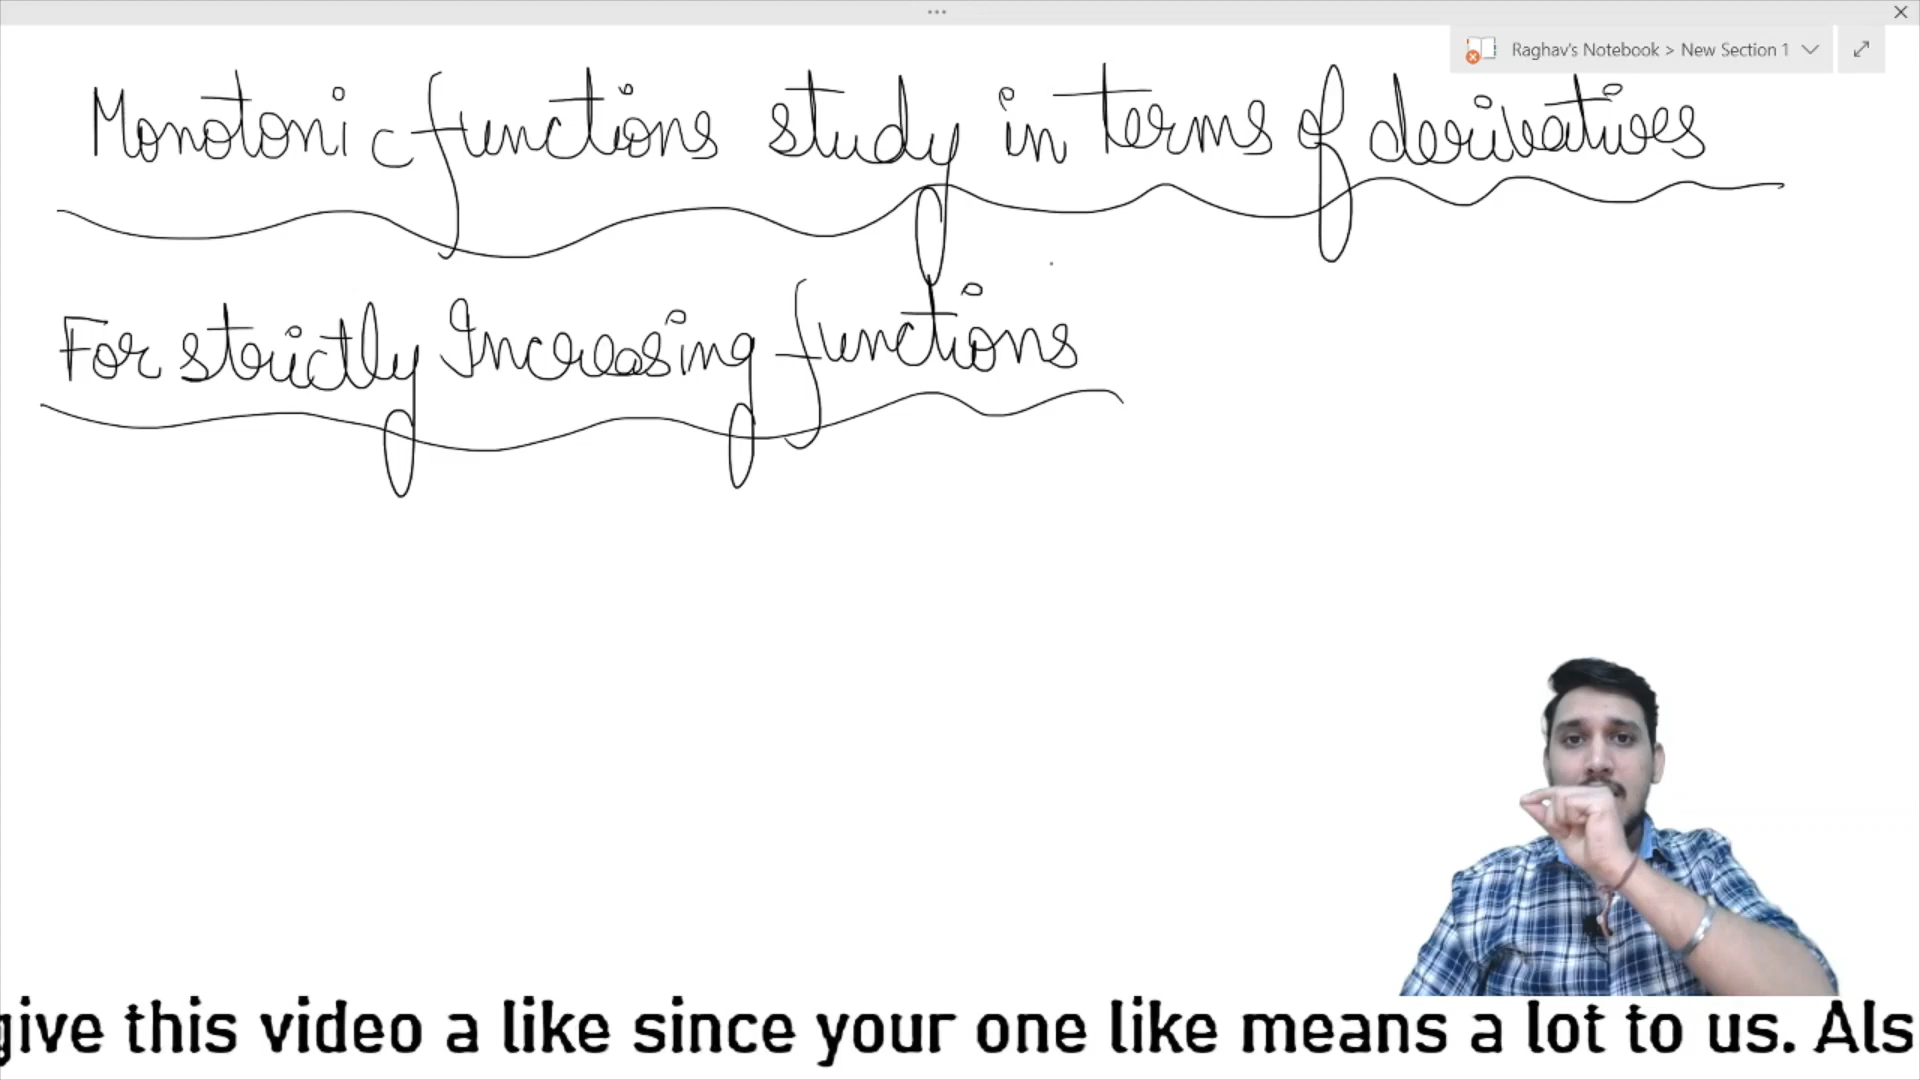 Raghav's Notebook > New Section 1
Monotonic functions study in terms of derivatives
For strictly Increasing functions
give this video a like since your one like means a lot to us. Als